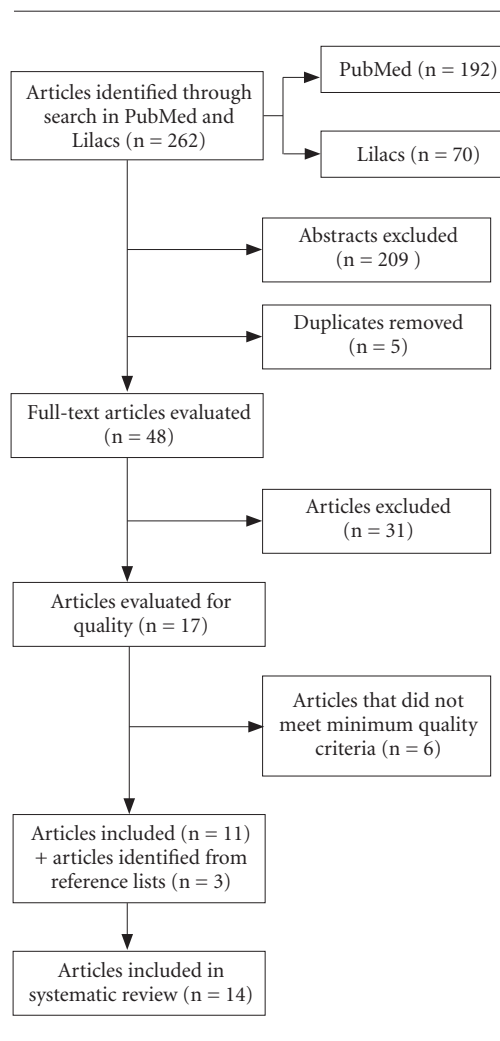 Articles identified through
search in PubMed and
Lilacs (n = 262)
PubMed (n = 192)
Lilacs (n = 70)
Abstracts excluded
(n = 209 )
Duplicates removed
(n = 5)
Full-text articles evaluated
(n = 48)
Articles excluded
(n = 31)
Articles evaluated for
quality (n = 17)
Articles that did not
meet minimum quality
criteria (n = 6)
Articles included (n = 11)
+ articles identified from
reference lists (n = 3)
Articles included in
systematic review (n = 14)